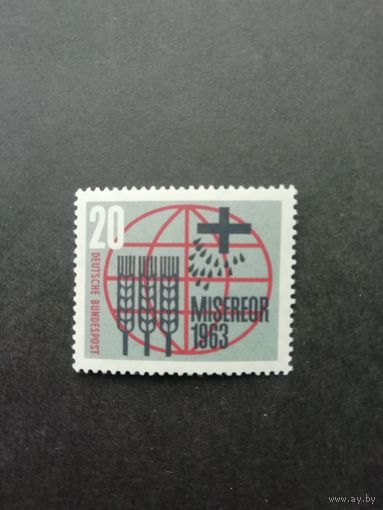 20
DEUTSCHE BUNDESPOST
MISEREOR
1963
www.ay.by